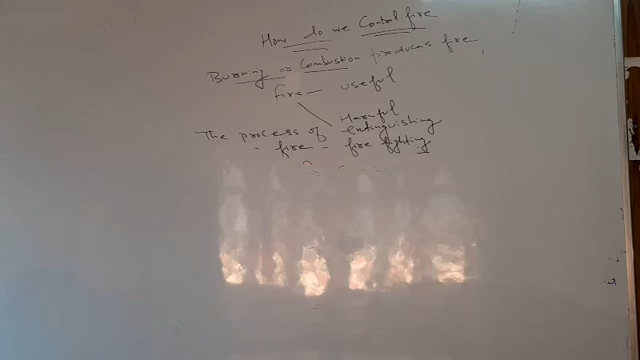 How do we Control fire
Burning or Combustion produces fire,
fire — useful
Harmful
The process of extinguishing
fire - fire fighting